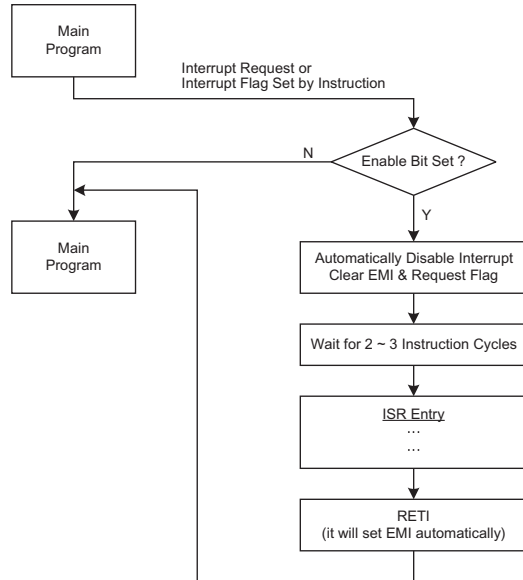 Main
Program
Interrupt Request or
Interrupt Flag Set by Instruction
Enable Bit Set ?
N
Y
Main
Program
Automatically Disable Interrupt
Clear EMI & Request Flag
Wait for 2 ~ 3 Instruction Cycles
ISR Entry
...
...
RETI
(it will set EMI automatically)